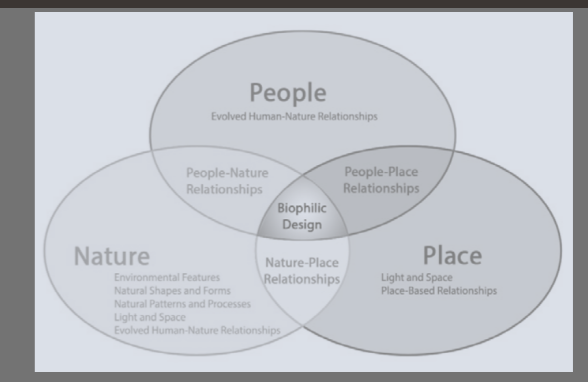 People
Evolved Human-Nature Relationships
People-Nature
Relationships
People-Place
Relationships
Biophilic
Design
Nature
Environmental Features
Natural Shapes and Forms
Natural Patterns and Processes
Light and Space
Evolved Human-Nature Relationships
Nature-Place
Relationships
Place
Light and Space
Place-Based Relationships